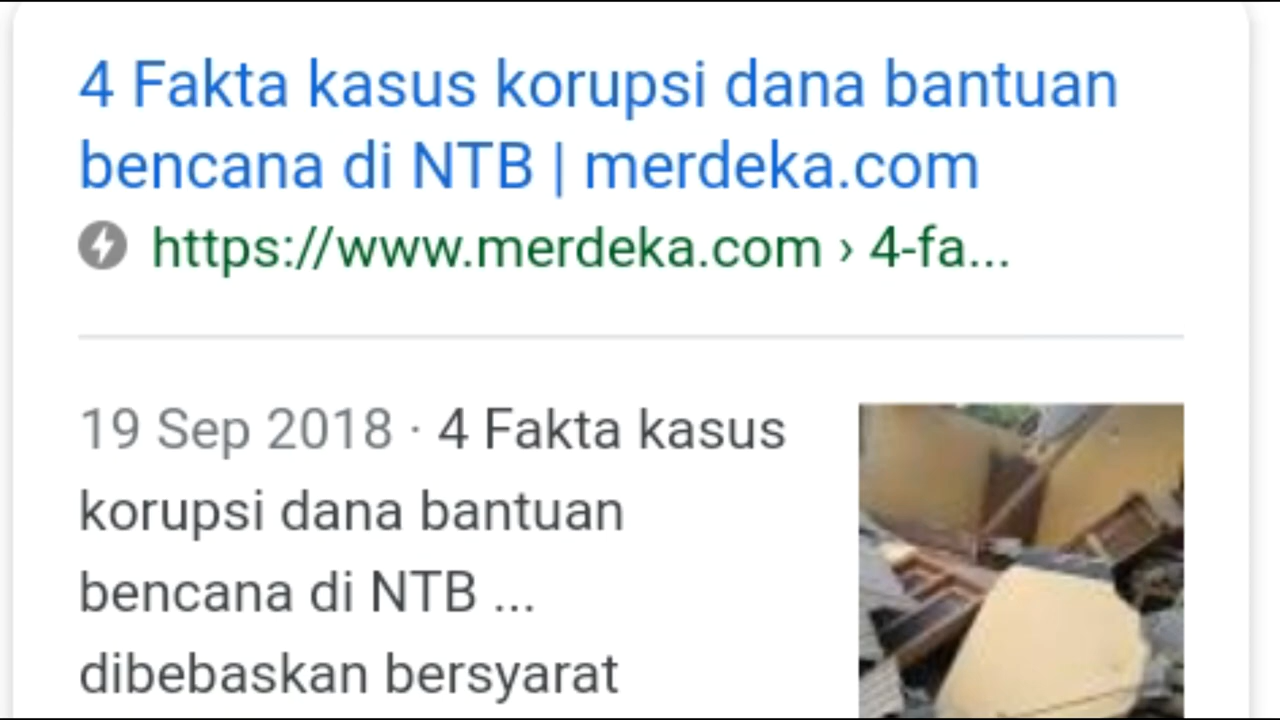 4 Fakta kasus korupsi dana bantuan
bencana di NTB | merdeka.com
https://www.merdeka.com › 4-fa...
19 Sep 2018 · 4 Fakta kasus
korupsi dana bantuan
bencana di NTB ...
dibebaskan bersyarat